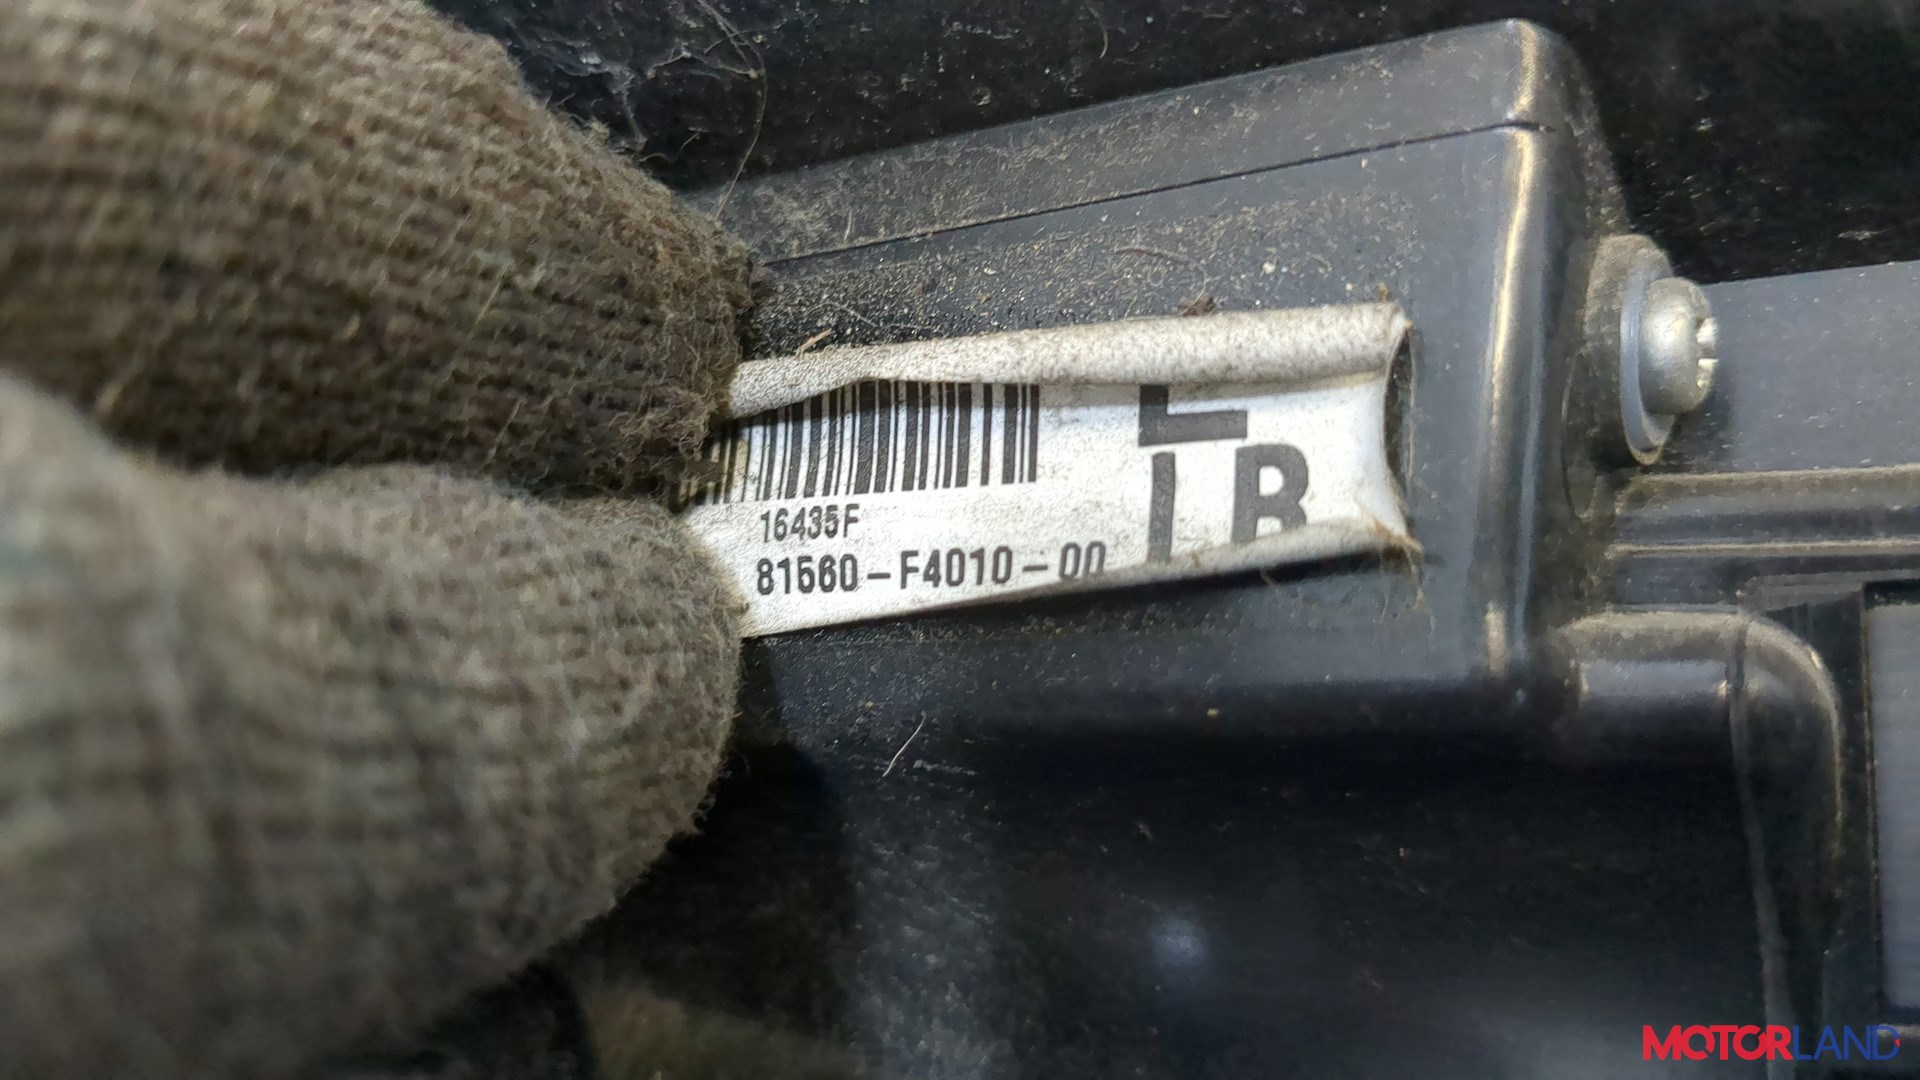 L
LB
16435F
81560-F4010-00
MOTORLAND